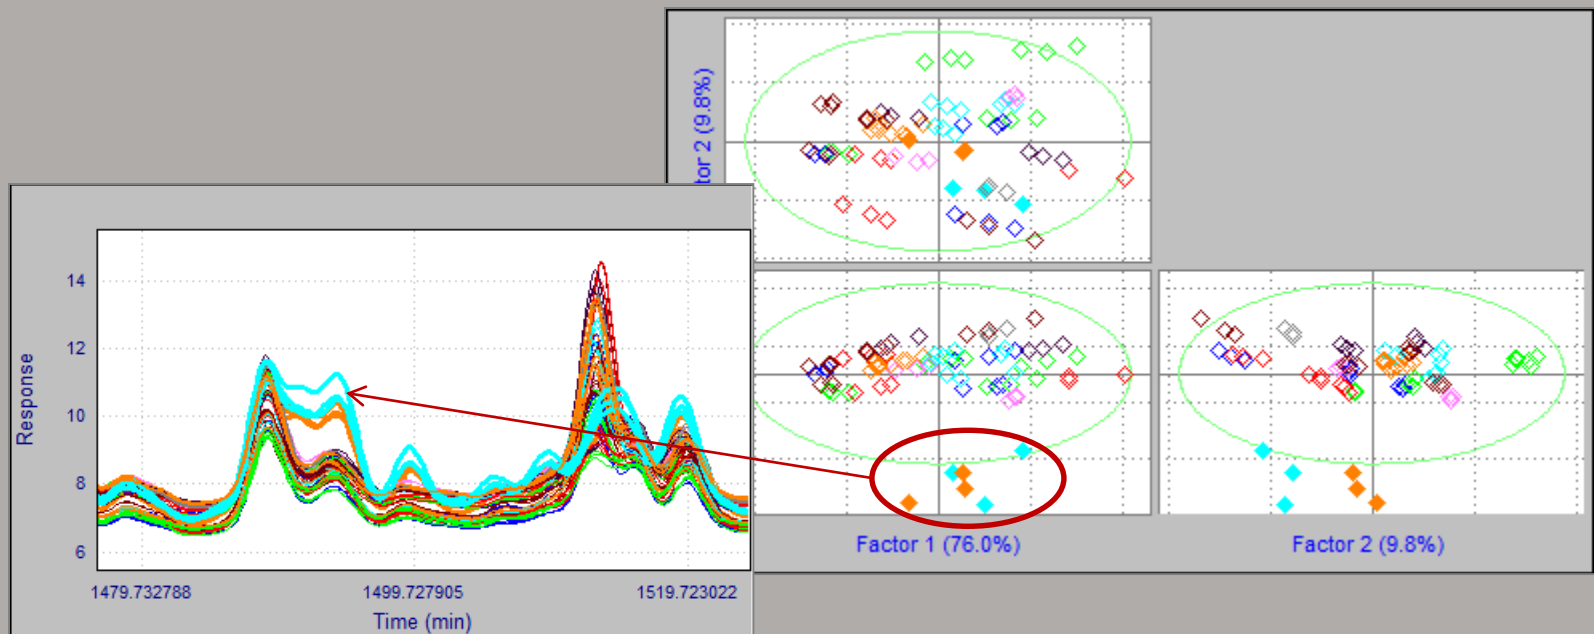 tor 2 (9.8%)
14
12
10
8
6
Response
1479.732788
1499.727905
1519.723022
Time (min)
Factor 1 (76.0%)
Factor 2 (9.8%)